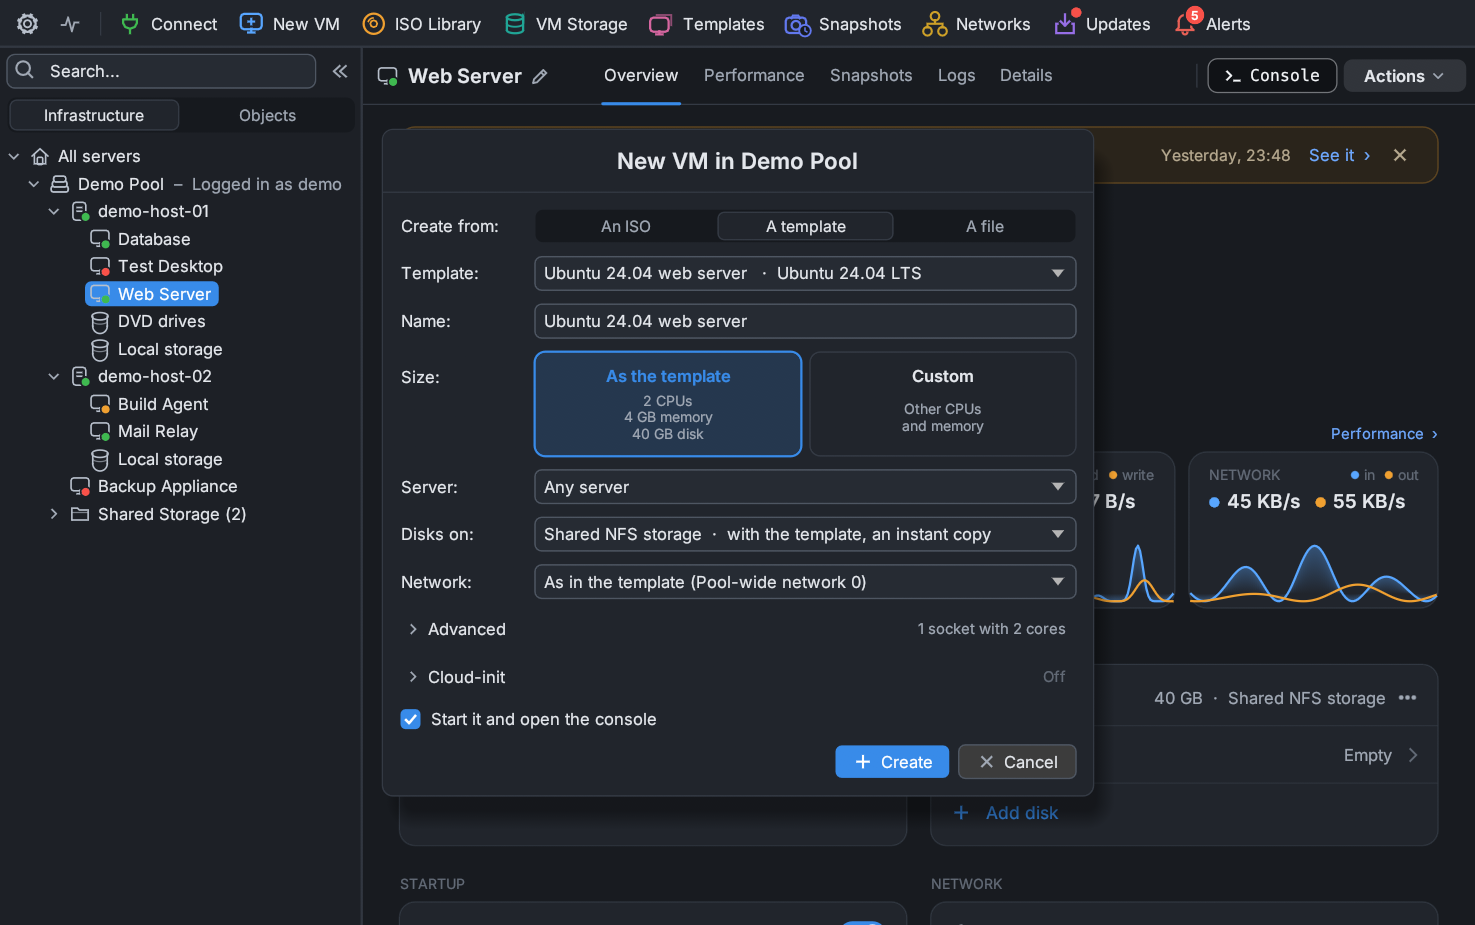 Connect New VM ISO Library VM Storage Templates Snapshots Networks Updates 5 Alerts
Search...
Infrastructure Objects
All servers
Demo Pool – Logged in as demo
demo-host-01
Database
Test Desktop
Web Server
DVD drives
Local storage
demo-host-02
Build Agent
Mail Relay
Local storage
Backup Appliance
Shared Storage (2)
Web Server Overview Performance Snapshots Logs Details >_ Console Actions
Yesterday, 23:48 See it ›
New VM in Demo Pool
Create from: An ISO A template A file
Template: Ubuntu 24.04 web server · Ubuntu 24.04 LTS
Name: Ubuntu 24.04 web server
Size: As the template
2 CPUs
4 GB memory
40 GB disk
Custom
Other CPUs
and memory
Server: Any server
Disks on: Shared NFS storage · with the template, an instant copy
Network: As in the template (Pool-wide network 0)
Advanced 1 socket with 2 cores
Cloud-init Off
Start it and open the console
Create Cancel
Performance ›
write
B/s
NETWORK in out
45 KB/s 55 KB/s
40 GB · Shared NFS storage
Empty
Add disk
STARTUP
NETWORK